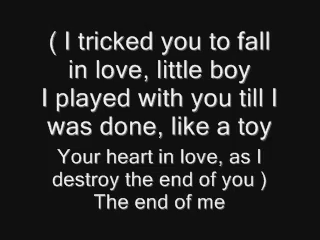 ( I tricked you to fall
in love, little boy
I played with you till I
was done, like a toy
Your heart in love, as I
destroy the end of you )
The end of me